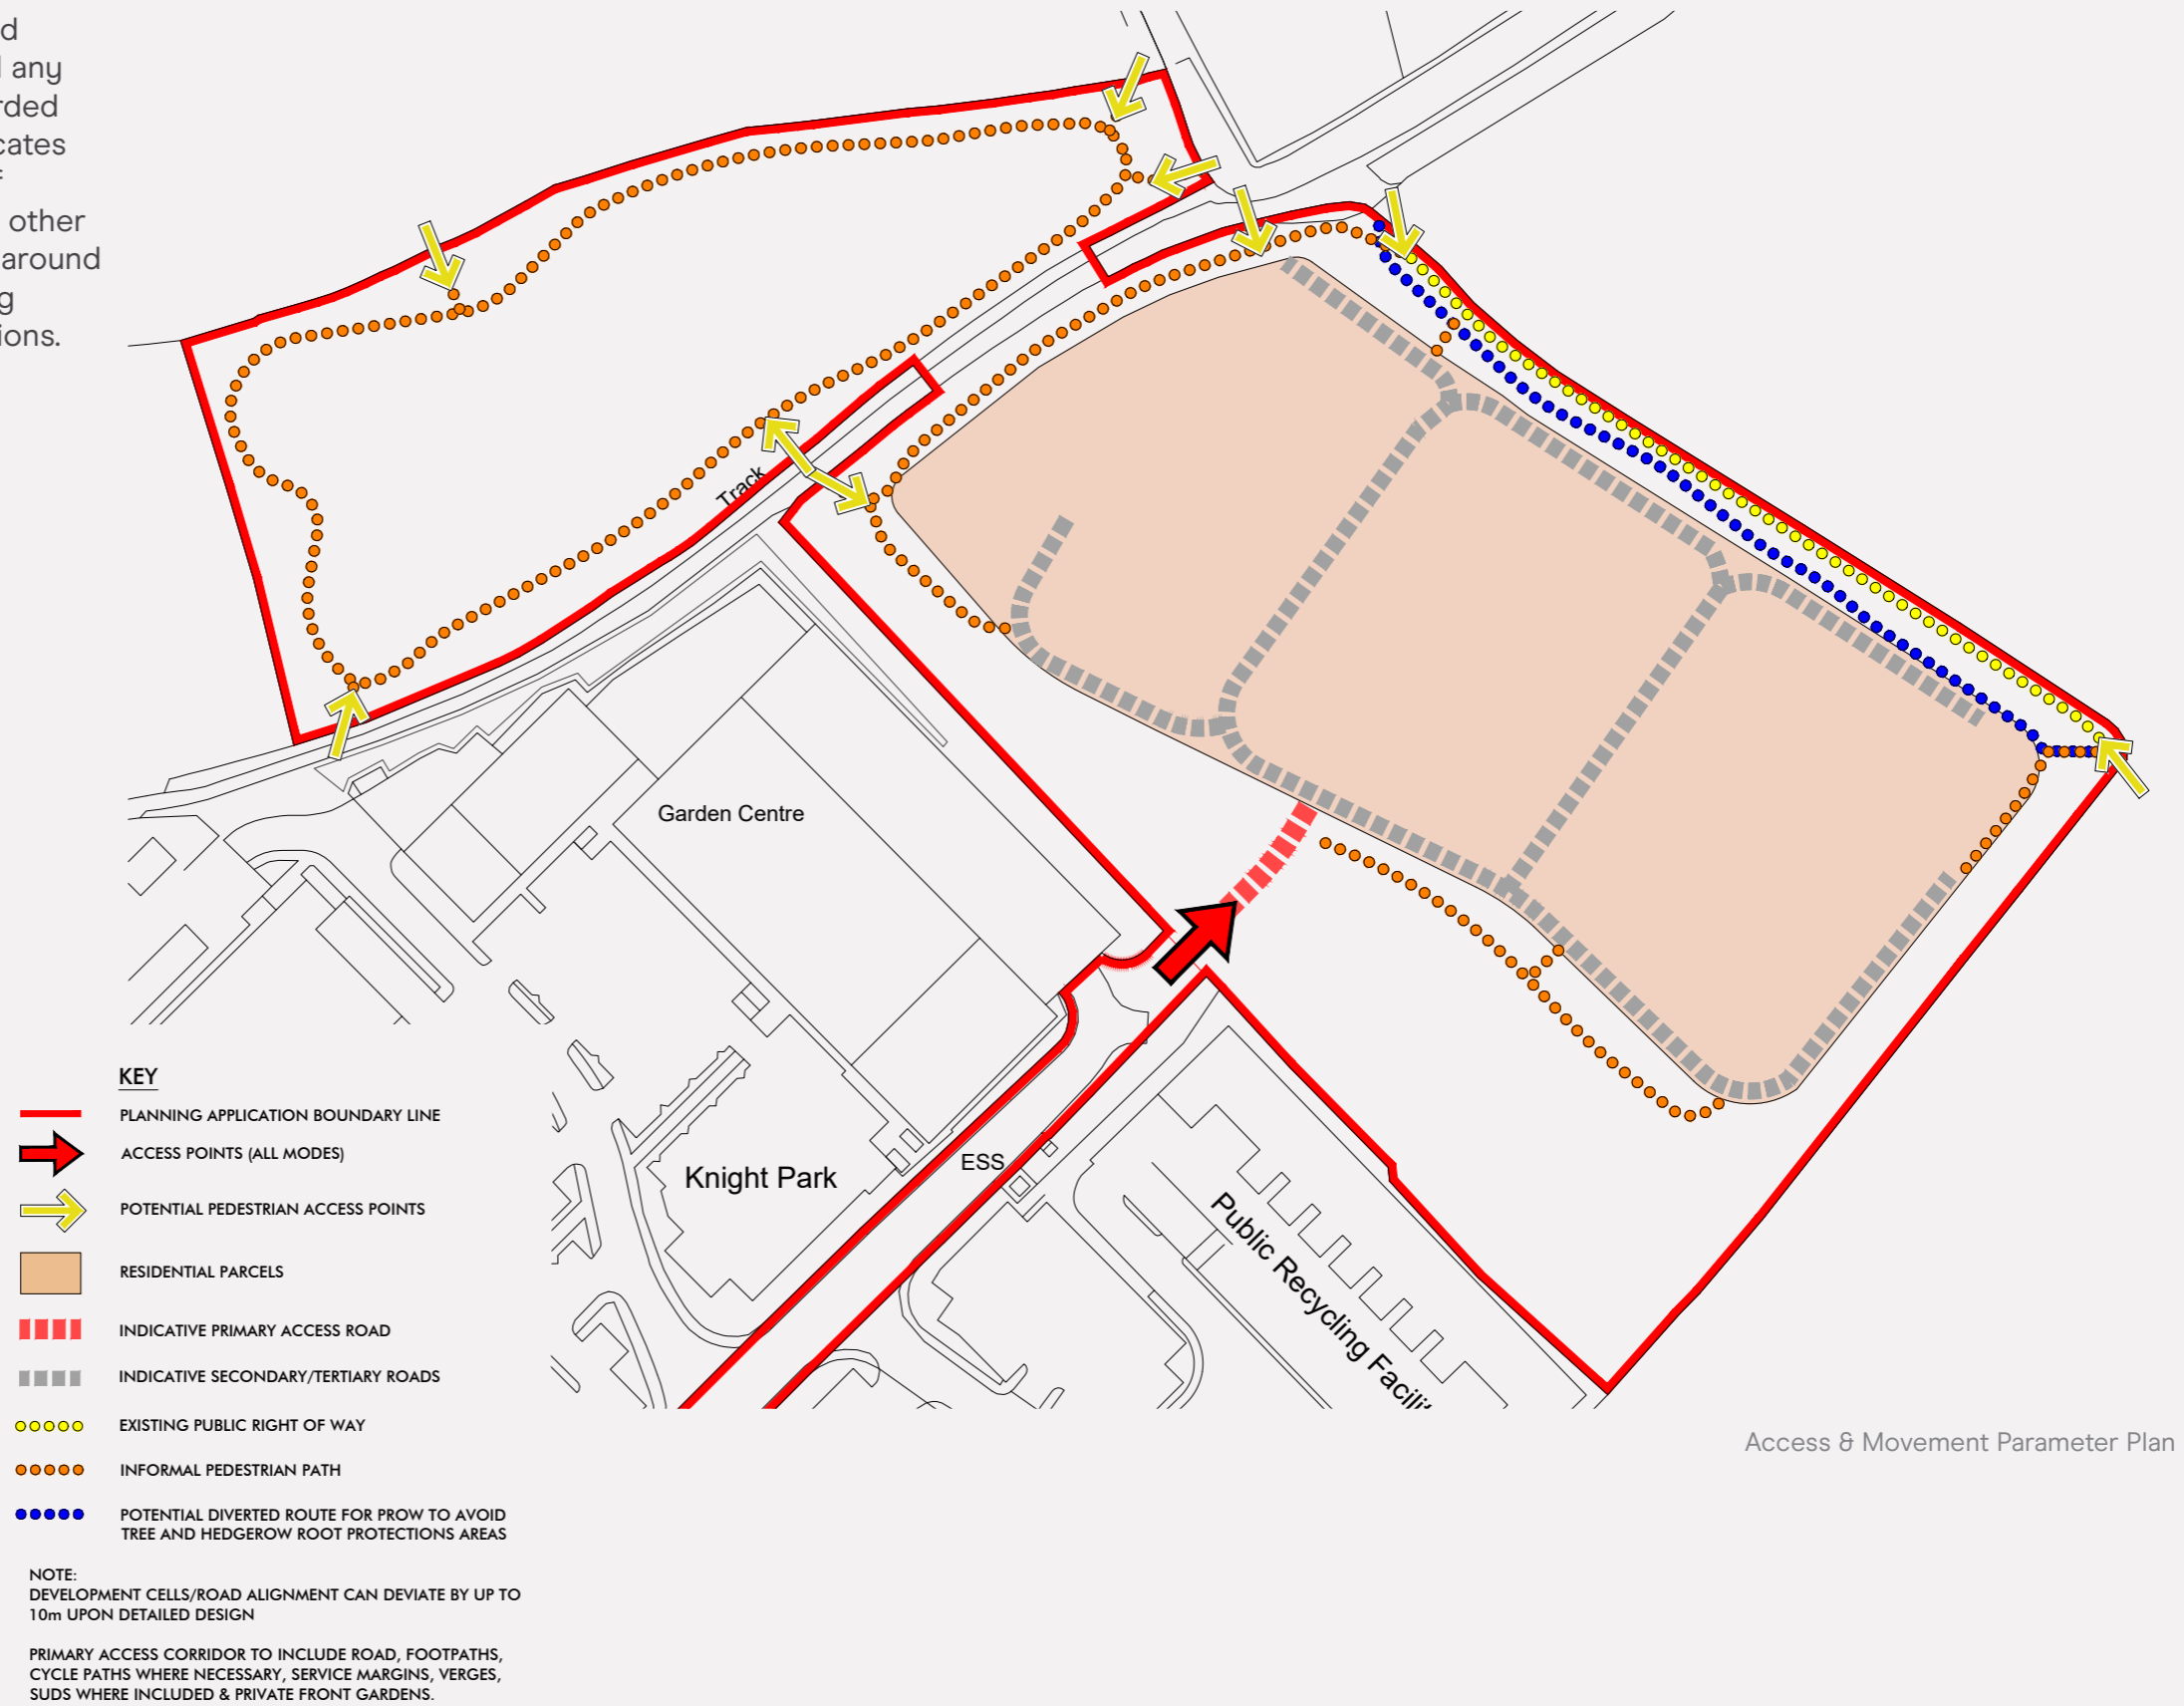 d
any
rded
cates
f
other
around
g
ions.
Track
Garden Centre
Knight Park
ESS
Public Recycling Facilit
KEY
PLANNING APPLICATION BOUNDARY LINE
ACCESS POINTS (ALL MODES)
POTENTIAL PEDESTRIAN ACCESS POINTS
RESIDENTIAL PARCELS
INDICATIVE PRIMARY ACCESS ROAD
INDICATIVE SECONDARY/TERTIARY ROADS
EXISTING PUBLIC RIGHT OF WAY
INFORMAL PEDESTRIAN PATH
POTENTIAL DIVERTED ROUTE FOR PROW TO AVOID
TREE AND HEDGEROW ROOT PROTECTIONS AREAS
NOTE:
DEVELOPMENT CELLS/ROAD ALIGNMENT CAN DEVIATE BY UP TO
10m UPON DETAILED DESIGN
PRIMARY ACCESS CORRIDOR TO INCLUDE ROAD, FOOTPATHS,
CYCLE PATHS WHERE NECESSARY, SERVICE MARGINS, VERGES,
SUDS WHERE INCLUDED & PRIVATE FRONT GARDENS.
Access & Movement Parameter Plan